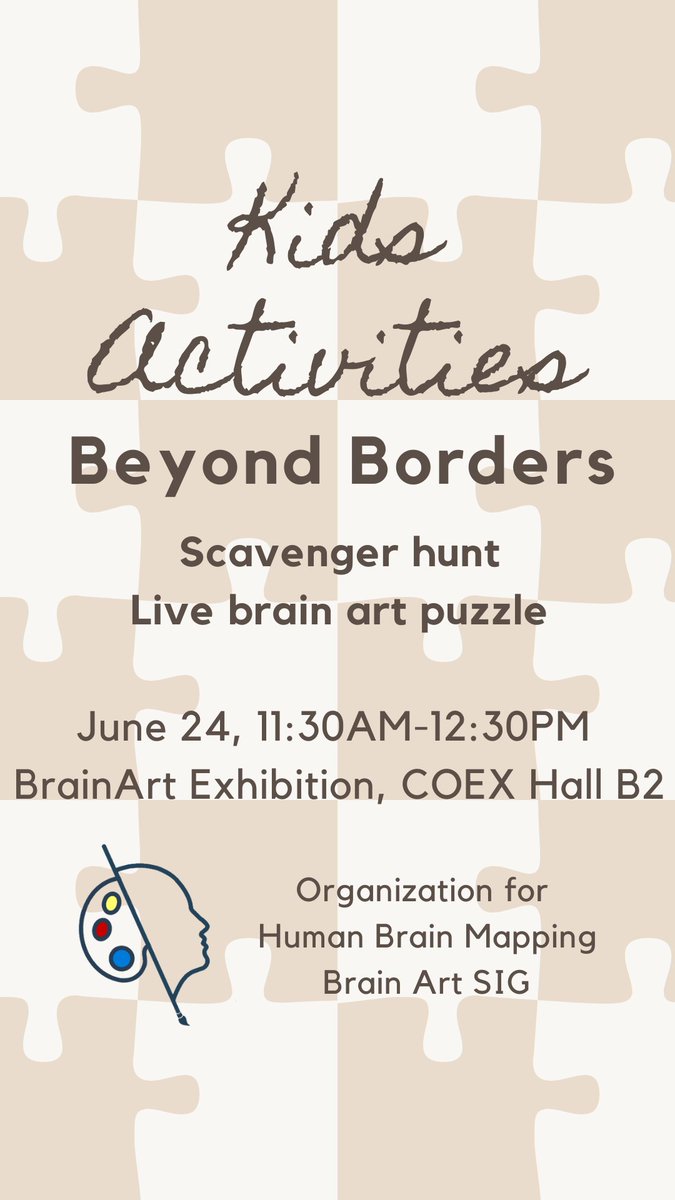 Kids
Activities
Beyond Borders
Scavenger hunt
Live brain art puzzle
June 24, 11:30AM-12:30PM
BrainArt Exhibition, COEX Hall B2
Organization for
Human Brain Mapping
Brain Art SIG